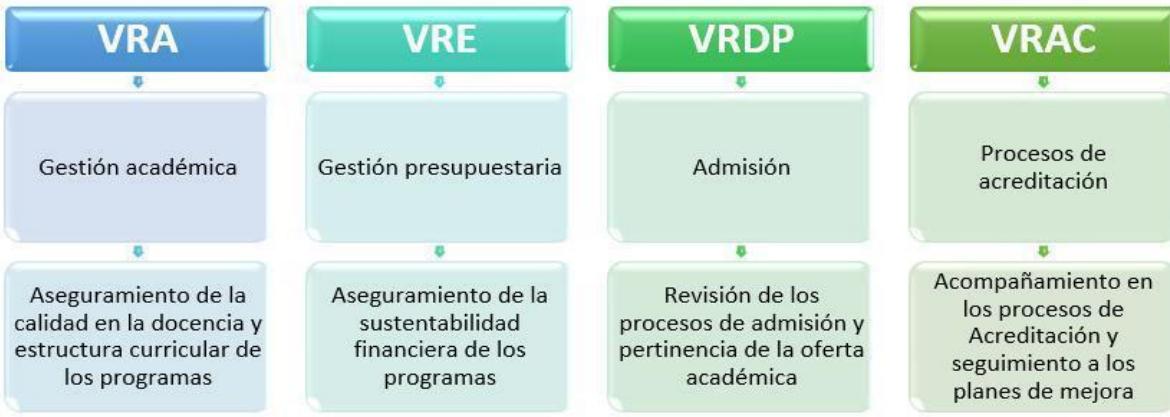 VRA
Gestión académica
Aseguramiento de la
calidad en la docencia y
estructura curricular de
los programas
VRE
Gestión presupuestaria
Aseguramiento de la
sustentabilidad
financiera de los
programas
VRDP
Admisión
Revisión de los
procesos de admisión y
pertinencia de la oferta
académica
VRAC
Procesos de
acreditación
Acompañamiento en
los procesos de
Acreditación y
seguimiento a los
planes de mejora